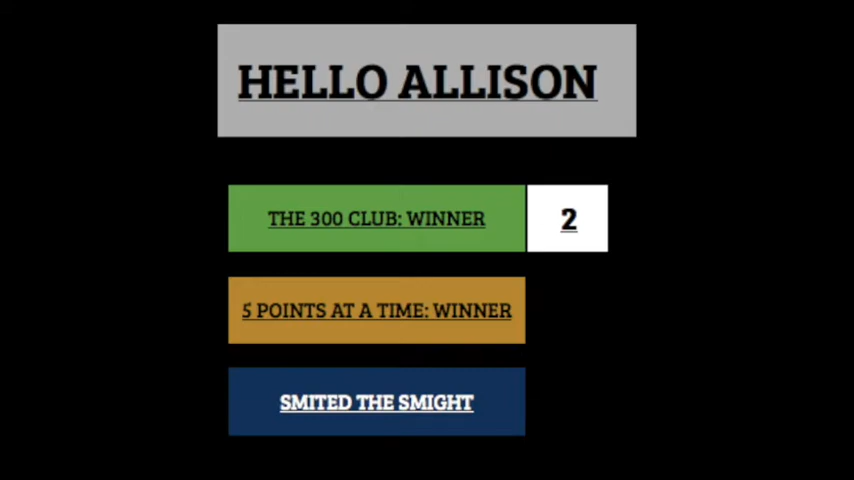 HELLO ALLISON
THE 300 CLUB: WINNER 2
5 POINTS AT A TIME: WINNER
SMITED THE SMIGHT